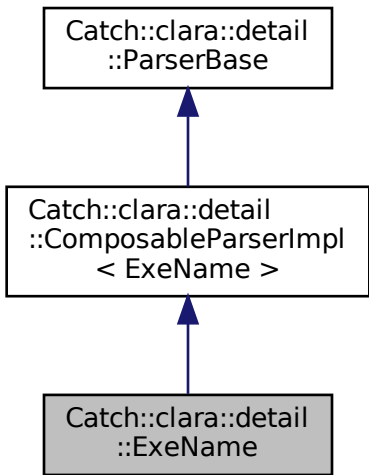 Catch::clara::detail
::ParserBase
Catch::clara::detail
::ComposableParserImpl
< ExeName >
Catch::clara::detail
::ExeName